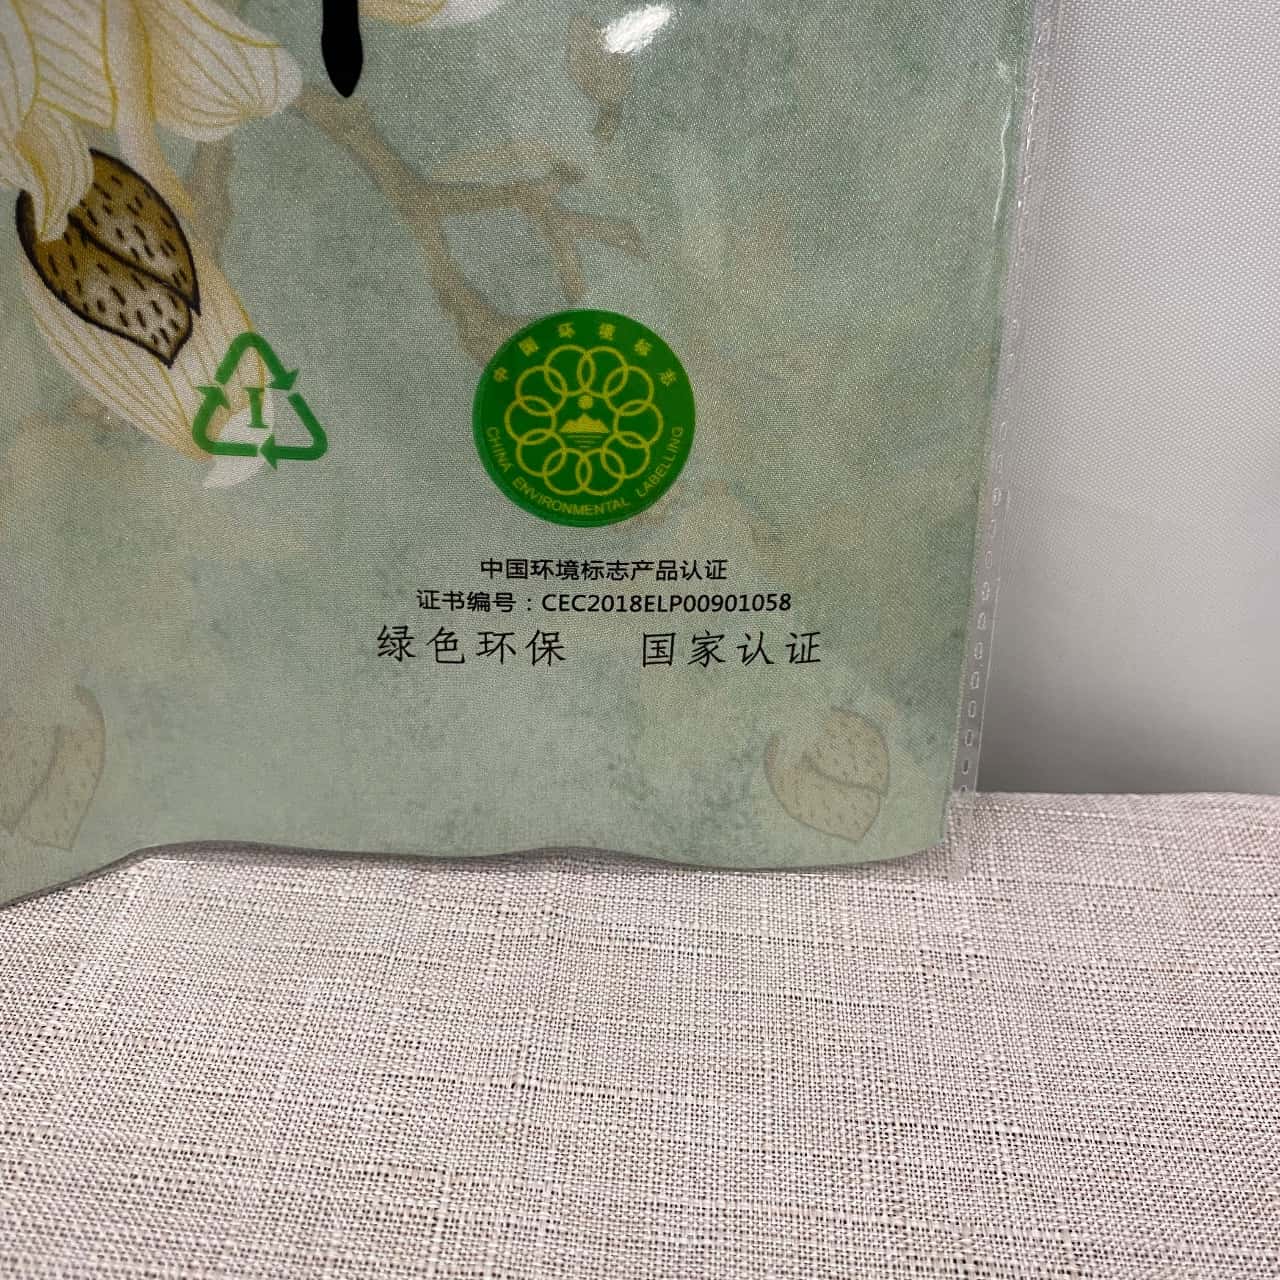 中国环境标志
CHINA ENVIRONMENTAL LABELLING
1
中国环境标志产品认证
证书编号：CEC2018ELP00901058
绿色环保 国家认证